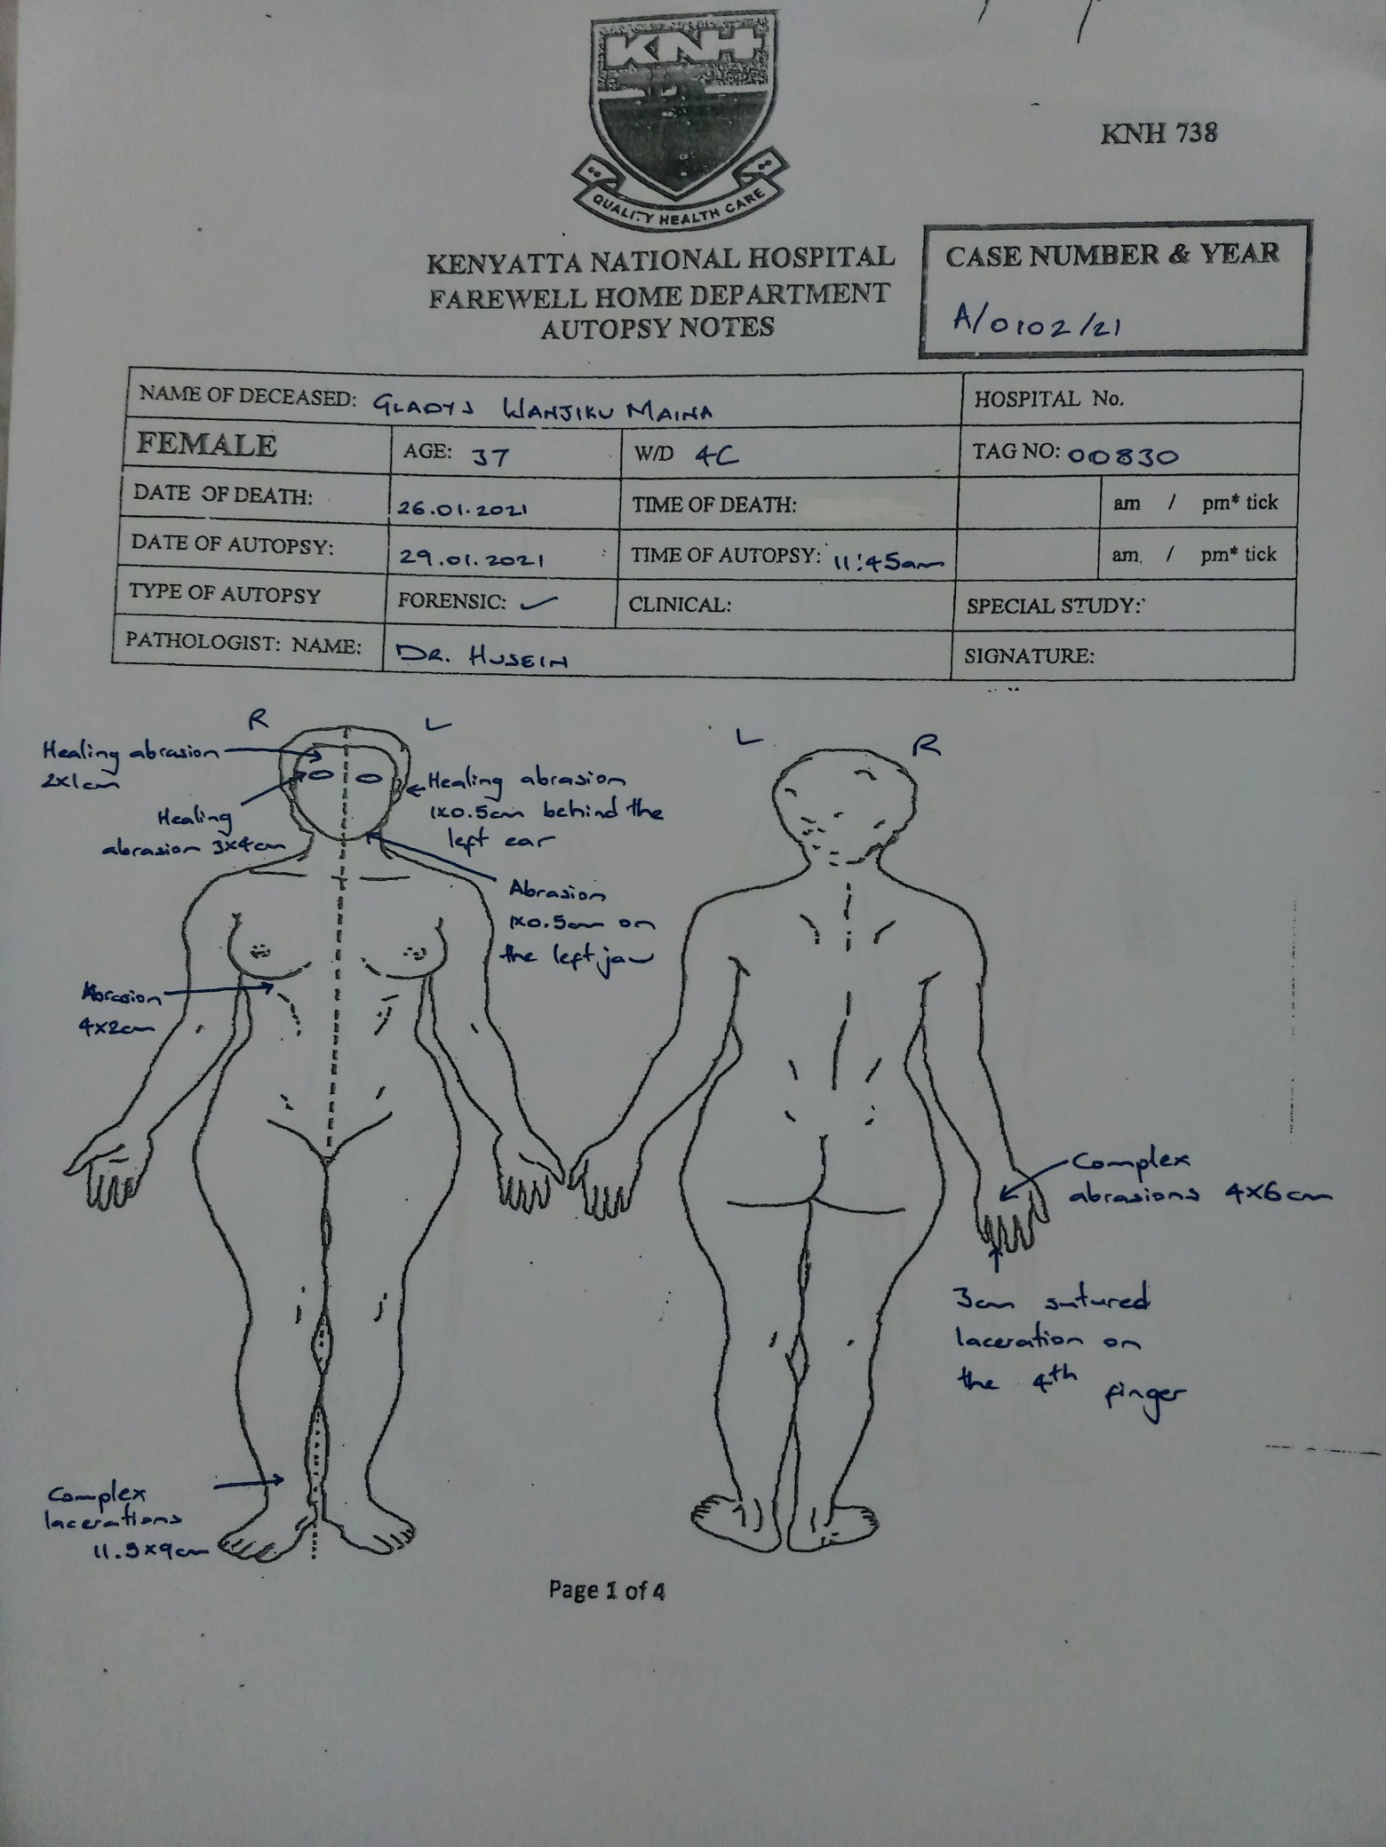 KNH
QUALITY HEALTH CARE
KNH 738
KENYATTA NATIONAL HOSPITAL
FAREWELL HOME DEPARTMENT
AUTOPSY NOTES
CASE NUMBER & YEAR
A/0102/21
NAME OF DECEASED: GLADYS WANJIKU MAINA
HOSPITAL No.
FEMALE AGE: 37 W/D 4C TAG NO: 00830
DATE OF DEATH: 26.01.2021 TIME OF DEATH: am / pm* tick
DATE OF AUTOPSY: 29.01.2021 TIME OF AUTOPSY: 11:45am am / pm* tick
TYPE OF AUTOPSY FORENSIC: ✓ CLINICAL: SPECIAL STUDY:
PATHOLOGIST: NAME: DR. HUSEIN SIGNATURE:
R L
Healing abrasion
2x1cm
Healing
abrasion 3x4cm
Healing abrasion
1x0.5cm behind the
left ear
Abrasion
1x0.5cm on
the left jaw
Abrasion
4x2cm
Complex
lacerations
11.5x9cm
L R
Complex
abrasions 4x6cm
3cm sutured
laceration on
the 4th finger
Page 1 of 4